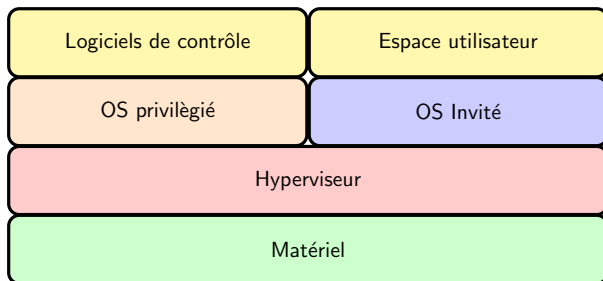 Logiciels de contrôle
Espace utilisateur
OS privilègié
OS Invité
Hyperviseur
Matériel